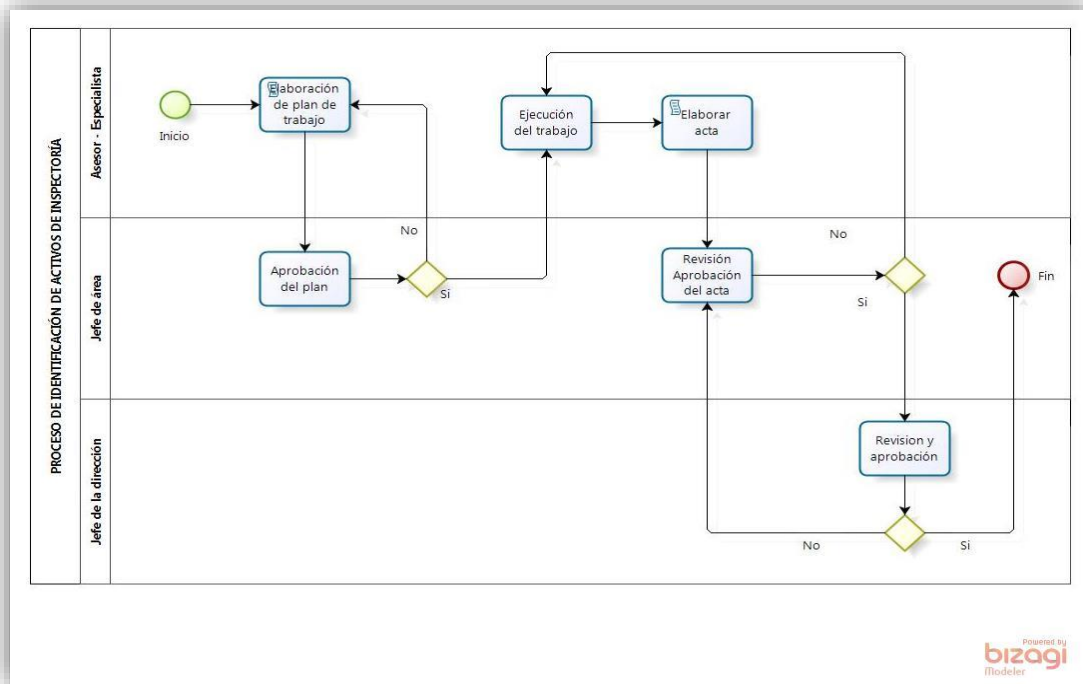 PROCESO DE IDENTIFICACIÓN DE ACTIVOS DE INSPECTORÍA
Asesor - Especialista
Inicio
Elaboración
de plan de
trabajo
Ejecución
del trabajo
Elaborar
acta
Jefe de área
No
Aprobación
del plan
Si
Revisión
Aprobación
del acta
No
Si
Fin
Jefe de la dirección
Revision y
aprobación
No
Si
Powered by
bizagi
Modeler